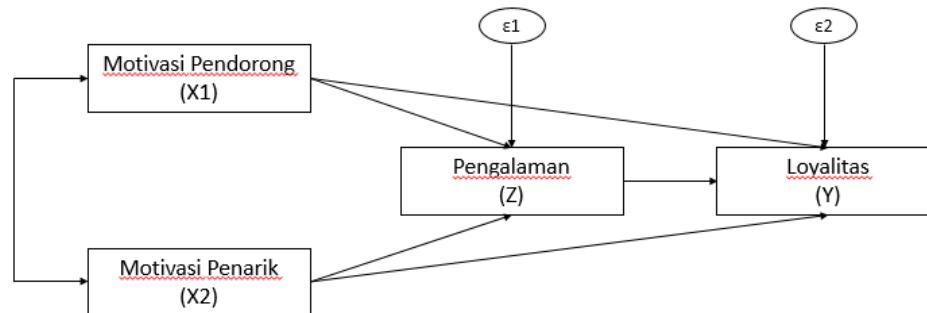 ε1
ε2
Motivasi Pendorong
(X1)
Pengalaman
(Z)
Loyalitas
(Y)
Motivasi Penarik
(X2)